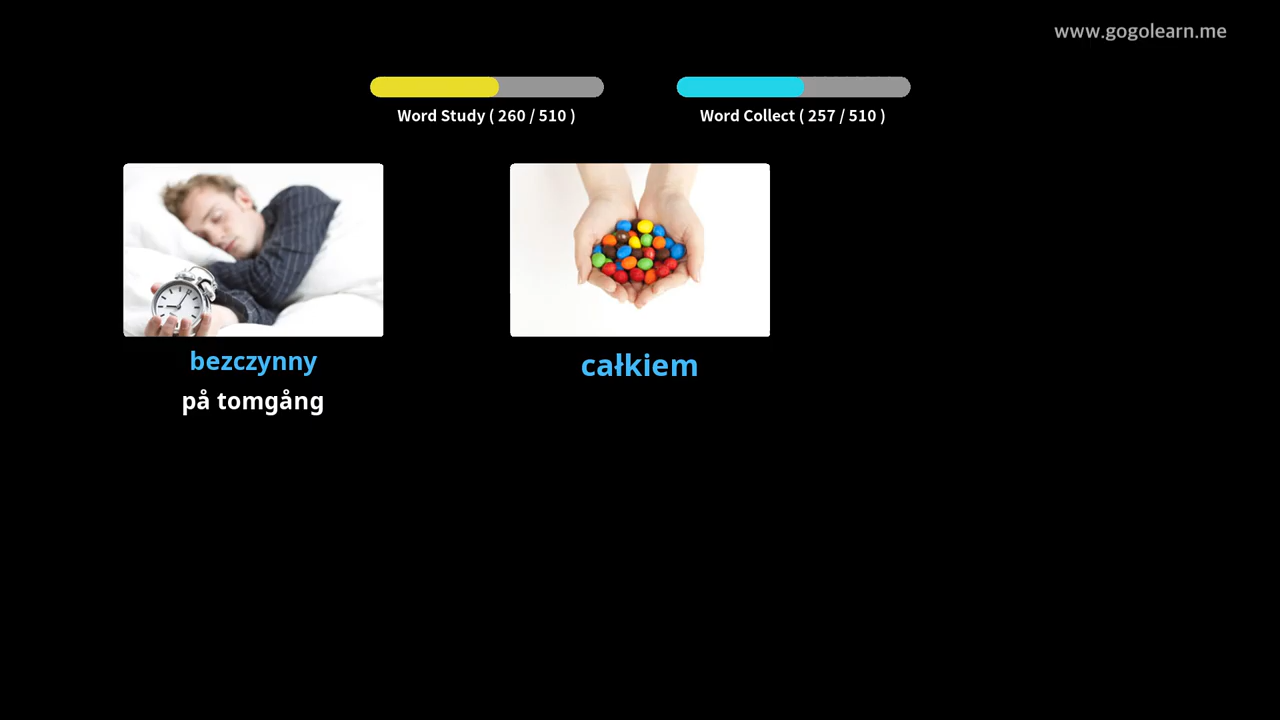 www.gogolearn.me
Word Study ( 260 / 510 )
Word Collect ( 257 / 510 )
bezczynny
på tomgång
całkiem